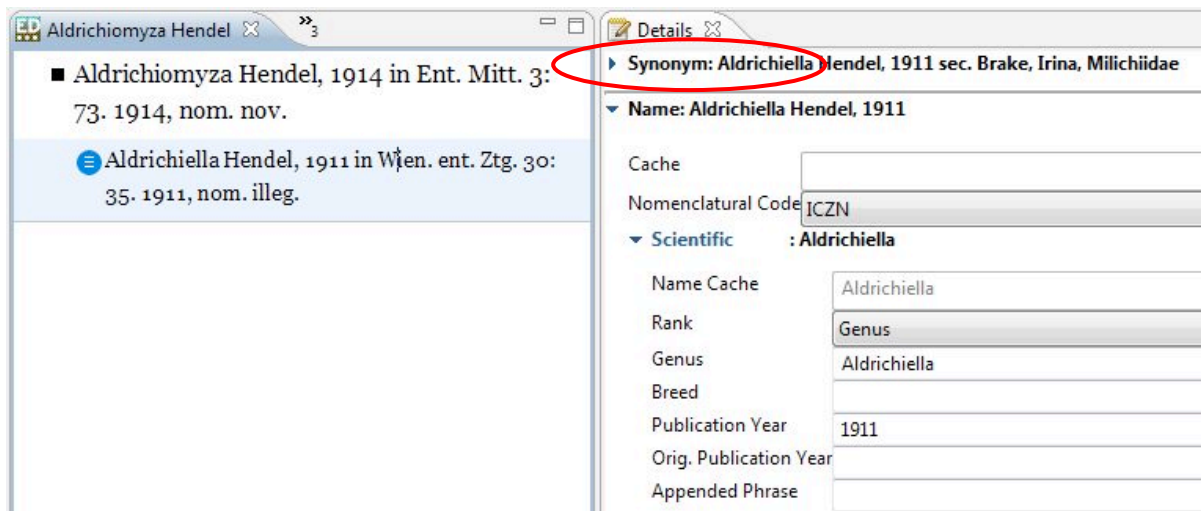 Aldrichiomyza Hendel
»3
Aldrichiomyza Hendel, 1914 in Ent. Mitt. 3:
73. 1914, nom. nov.
Aldrichiella Hendel, 1911 in Wien. ent. Ztg. 30:
35. 1911, nom. illeg.
Details
Synonym: Aldrichiella Hendel, 1911 sec. Brake, Irina, Milichiidae
Name: Aldrichiella Hendel, 1911
Cache
Nomenclatural Code ICZN
Scientific : Aldrichiella
Name Cache Aldrichiella
Rank Genus
Genus Aldrichiella
Breed
Publication Year 1911
Orig. Publication Year
Appended Phrase